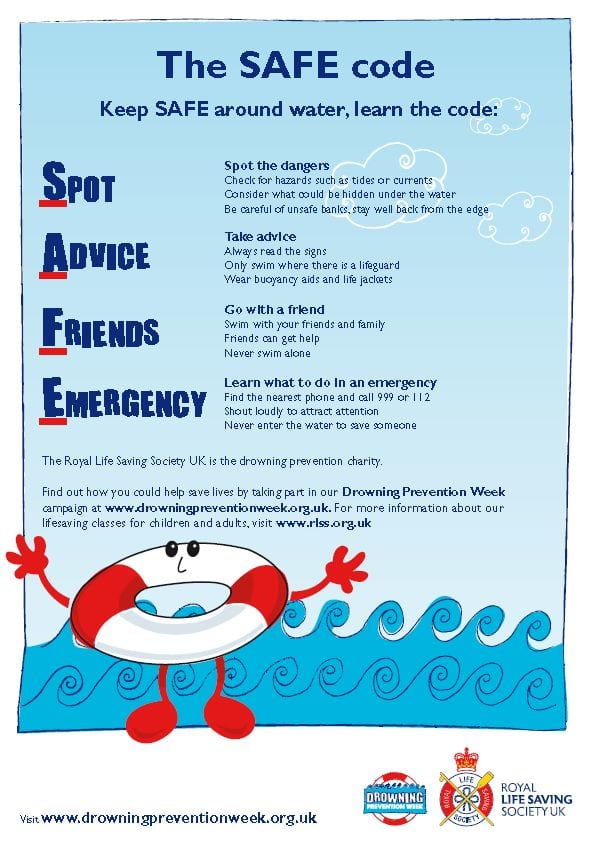 The SAFE code
Keep SAFE around water, learn the code:
SPOT
Spot the dangers
Check for hazards such as tides or currents
Consider what could be hidden under the water
Be careful of unsafe banks, stay well back from the edge
ADVICE
Take advice
Always read the signs
Only swim where there is a lifeguard
Wear buoyancy aids and life jackets
FRIENDS
Go with a friend
Swim with your friends and family
Friends can get help
Never swim alone
EMERGENCY
Learn what to do in an emergency
Find the nearest phone and call 999 or 112
Shout loudly to attract attention
Never enter the water to save someone
The Royal Life Saving Society UK is the drowning prevention charity.
Find out how you could help save lives by taking part in our Drowning Prevention Week
campaign at www.drowningpreventionweek.org.uk. For more information about our
lifesaving classes for children and adults, visit www.rlss.org.uk
Visit www.drowningpreventionweek.org.uk
DROWNING
PREVENTION WEEK
ROYAL LIFE SAVING
SOCIETY
ROYAL
LIFE SAVING
SOCIETY UK